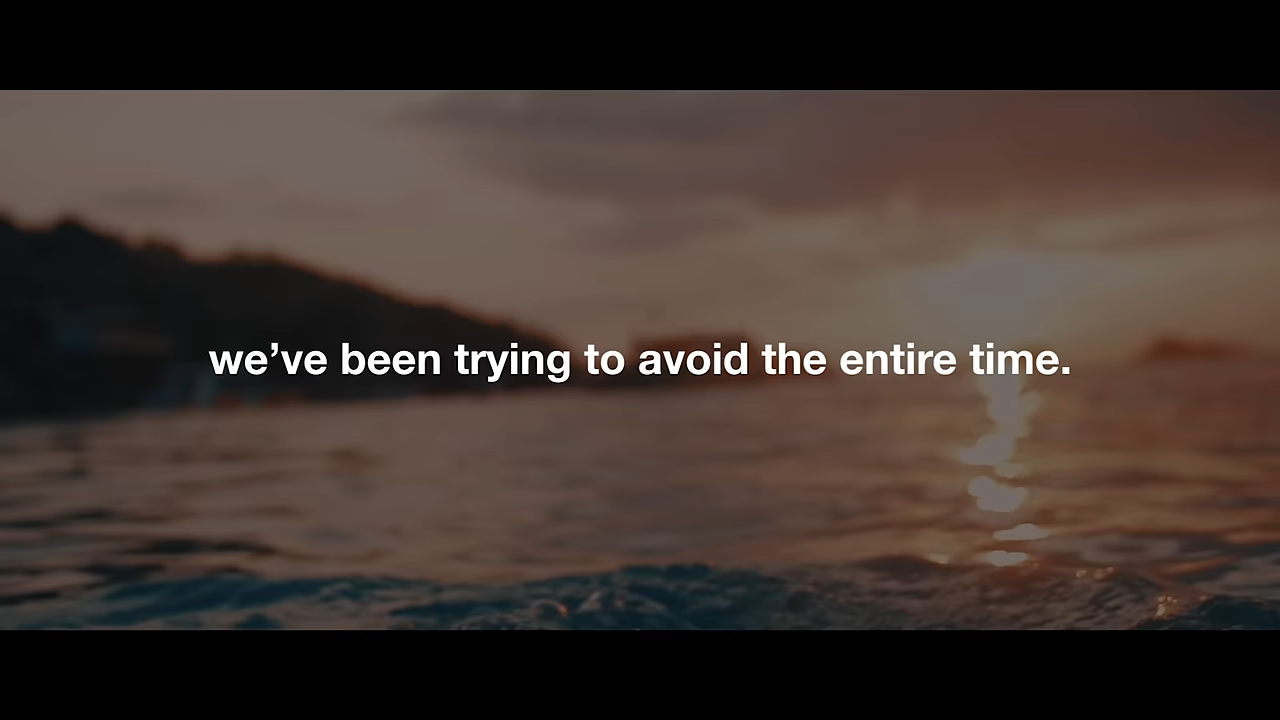 we’ve been trying to avoid the entire time.